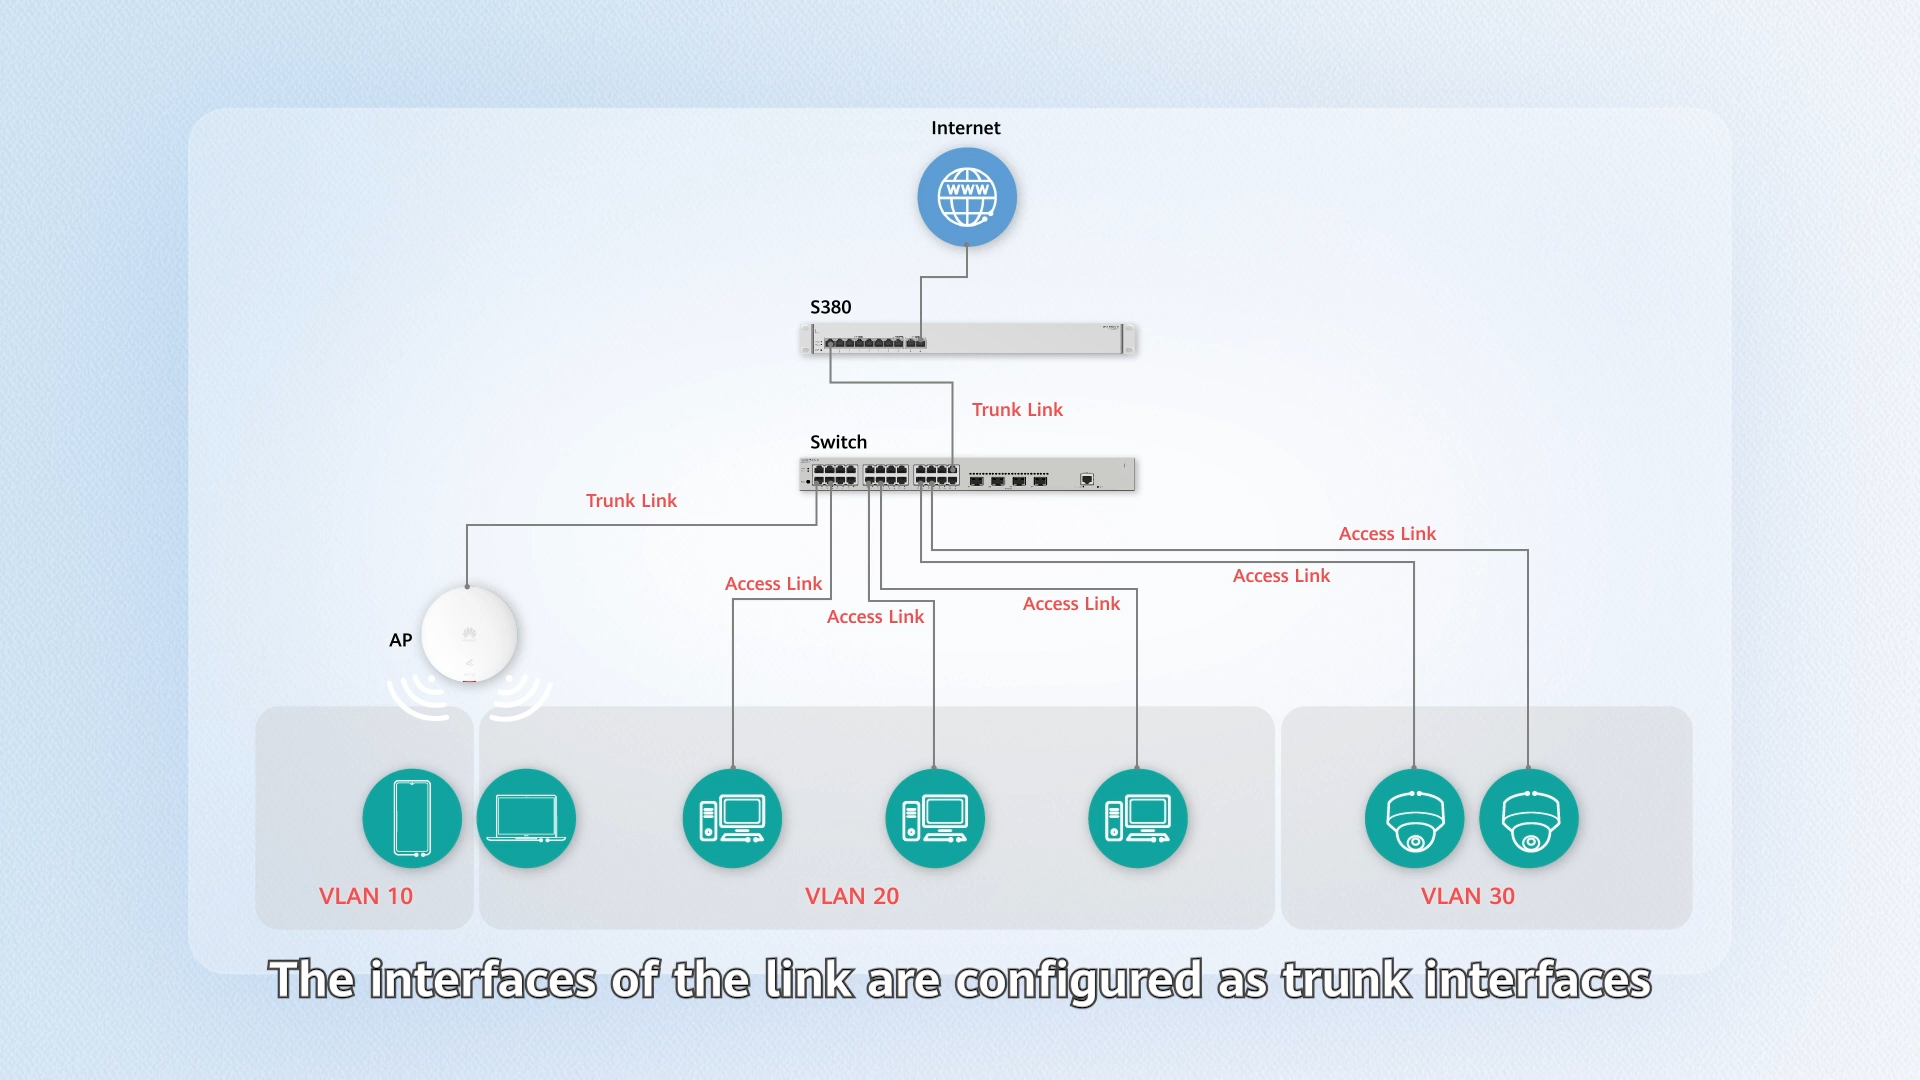 Internet
WWW
S380
Trunk Link
Switch
Trunk Link
Access Link
Access Link
Access Link
Access Link
Access Link
AP
VLAN 10
VLAN 20
VLAN 30
The interfaces of the link are configured as trunk interfaces